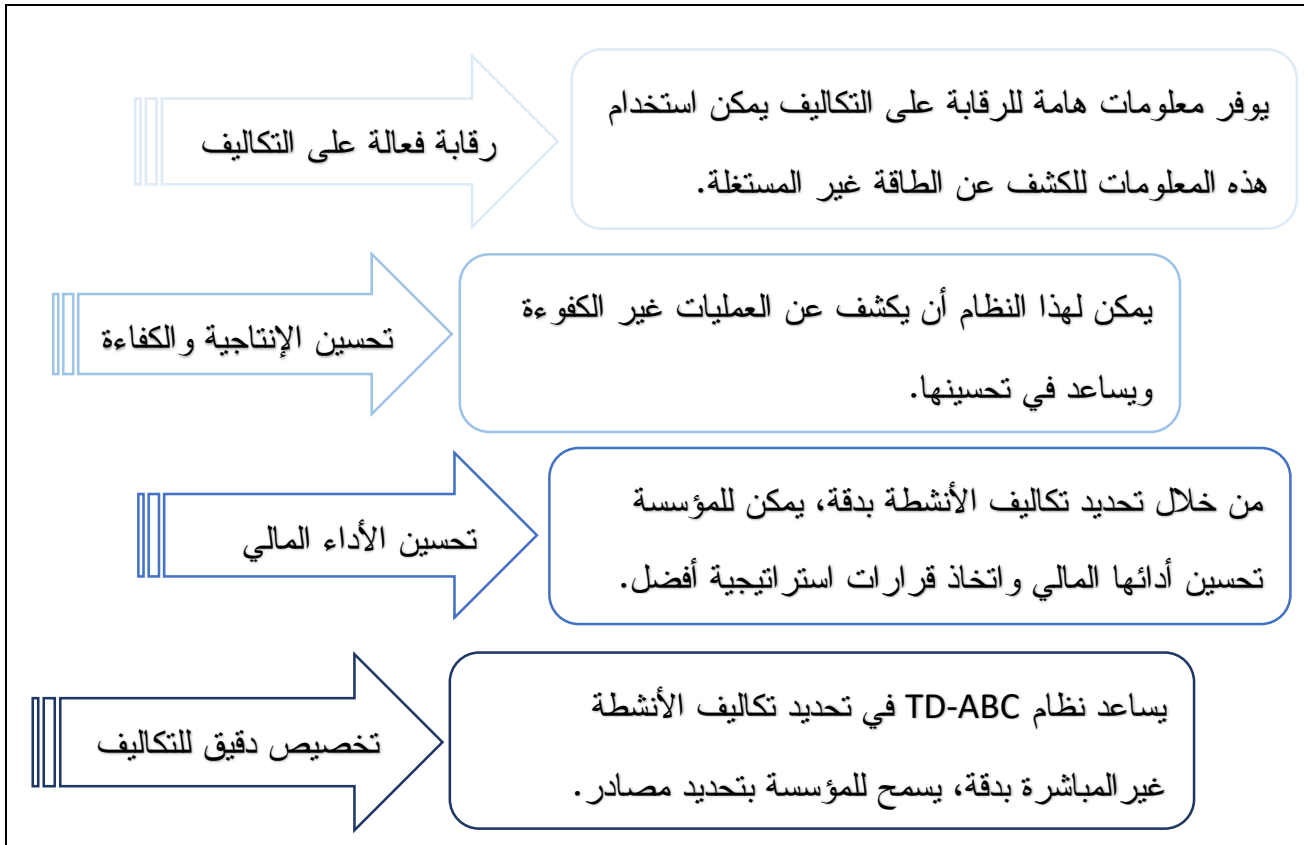 رقابة فعالة على التكاليف
يوفر معلومات هامة للرقابة على التكاليف يمكن استخدام
هذه المعلومات للكشف عن الطاقة غير المستغلة.
تحسين الإنتاجية والكفاءة
يمكن لهذا النظام أن يكشف عن العمليات غير الكفوءة
ويساعد في تحسينها.
تحسين الأداء المالي
من خلال تحديد تكاليف الأنشطة بدقة، يمكن للمؤسسة
تحسين أدائها المالي واتخاذ قرارات استراتيجية أفضل.
تخصيص دقيق للتكاليف
يساعد نظام TD-ABC في تحديد تكاليف الأنشطة
غير المباشرة بدقة، يسمح للمؤسسة بتحديد مصادر.